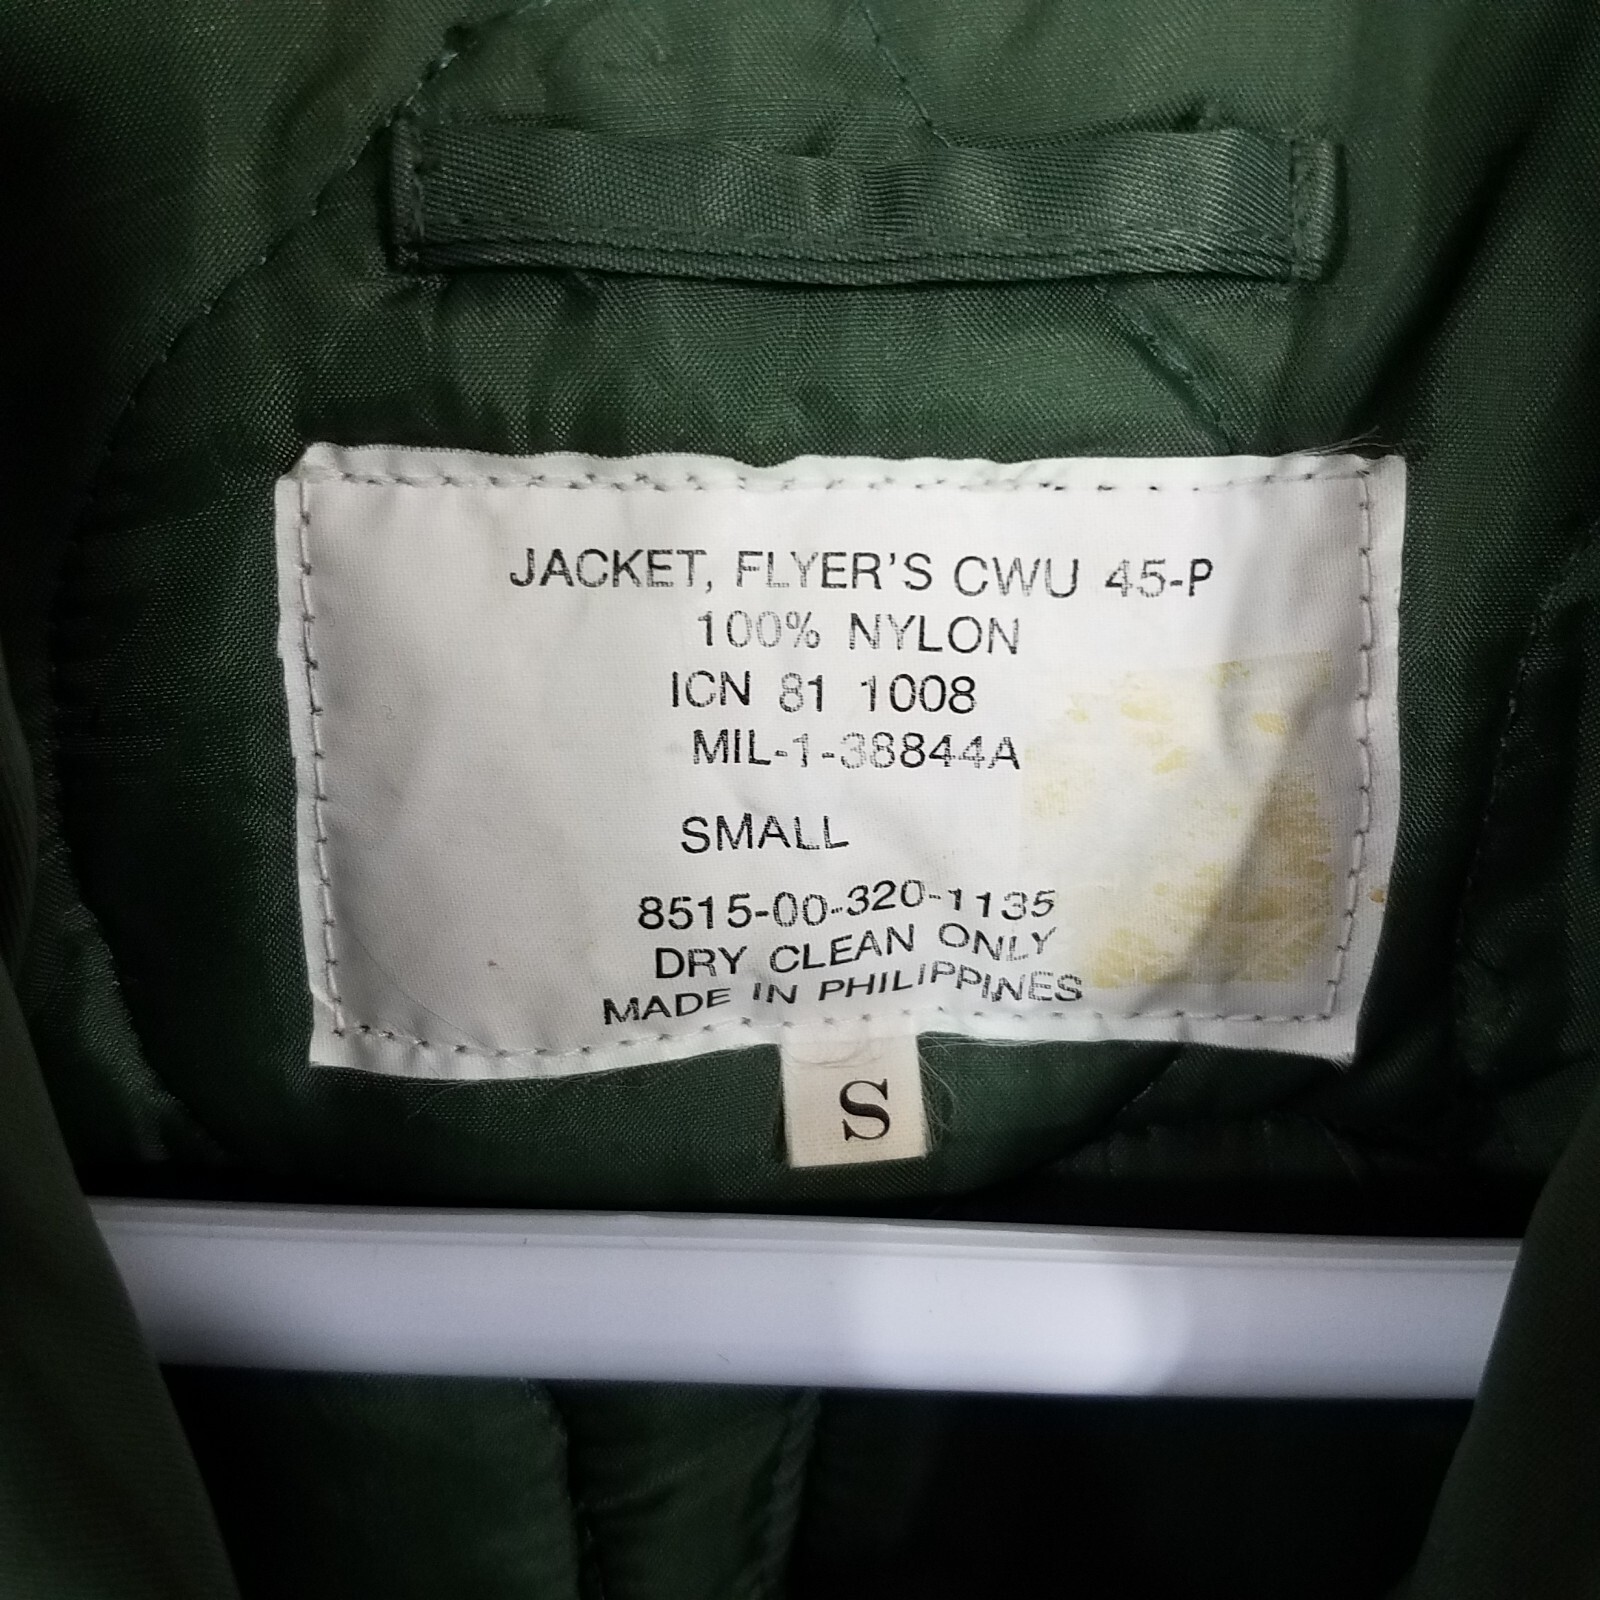 JACKET, FLYER'S CWU 45-P
100% NYLON
ICN 81 1008
MIL-1-38844A
SMALL
8515-00-320-1135
DRY CLEAN ONLY
MADE IN PHILIPPINES
S